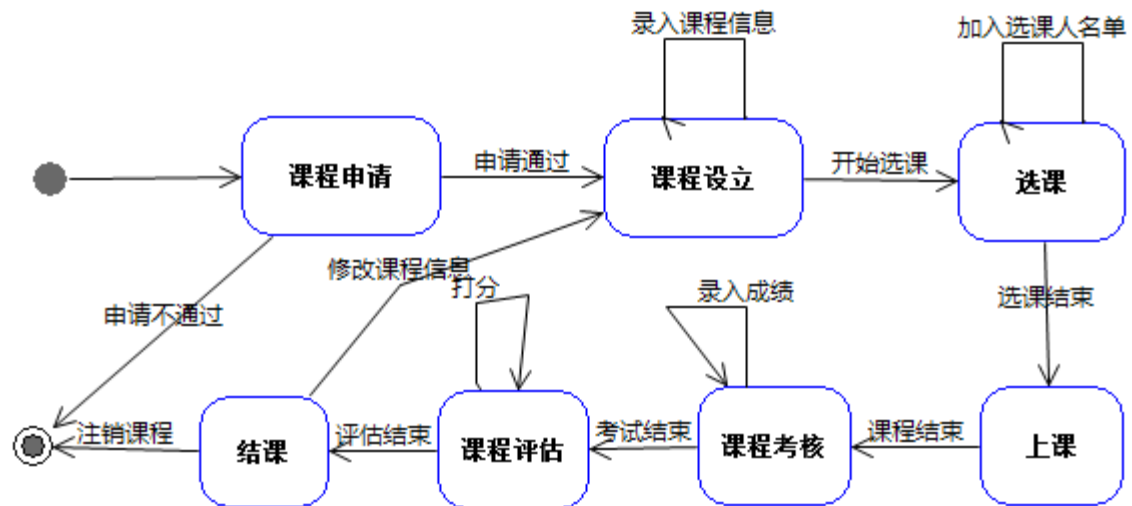 录入课程信息
加入选课人名单
课程申请
申请通过
课程设立
开始选课
选课
修改课程信息
打分
录入成绩
选课结束
申请不通过
注销课程
结课
评估结束
课程评估
考试结束
课程考核
课程结束
上课